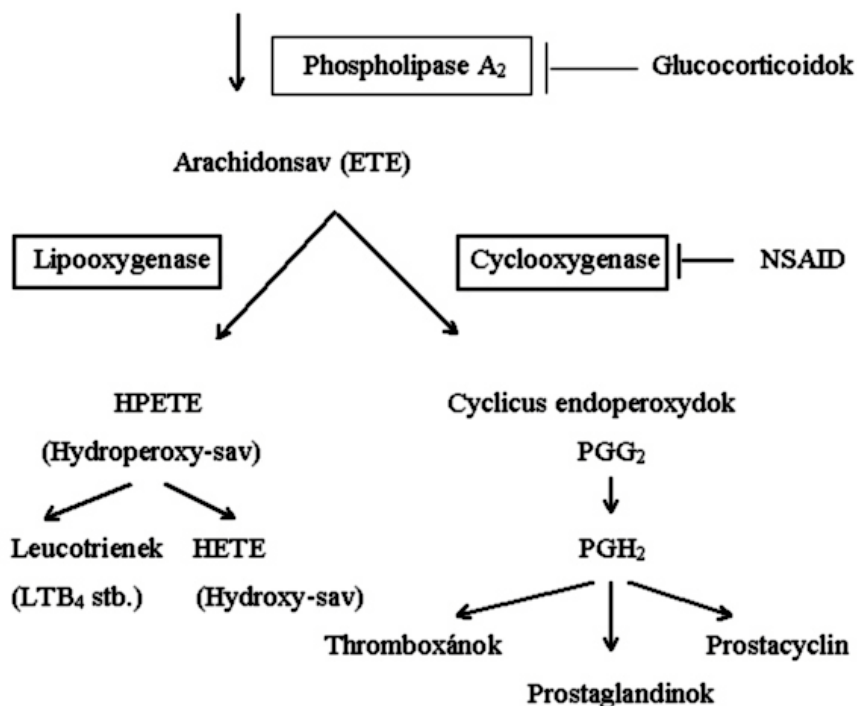 Phospholipase A₂ Glucocorticoidok
Arachidonsav (ETE)
Lipooxygenase Cyclooxygenase NSAID
HPETE Cyclicus endoperoxydok
(Hydroperoxy-sav) PGG₂
Leucotrienek HETE PGH₂
(LTB₄ stb.) (Hydroxy-sav)
Thromboxánok Prostacyclin
Prostaglandinok